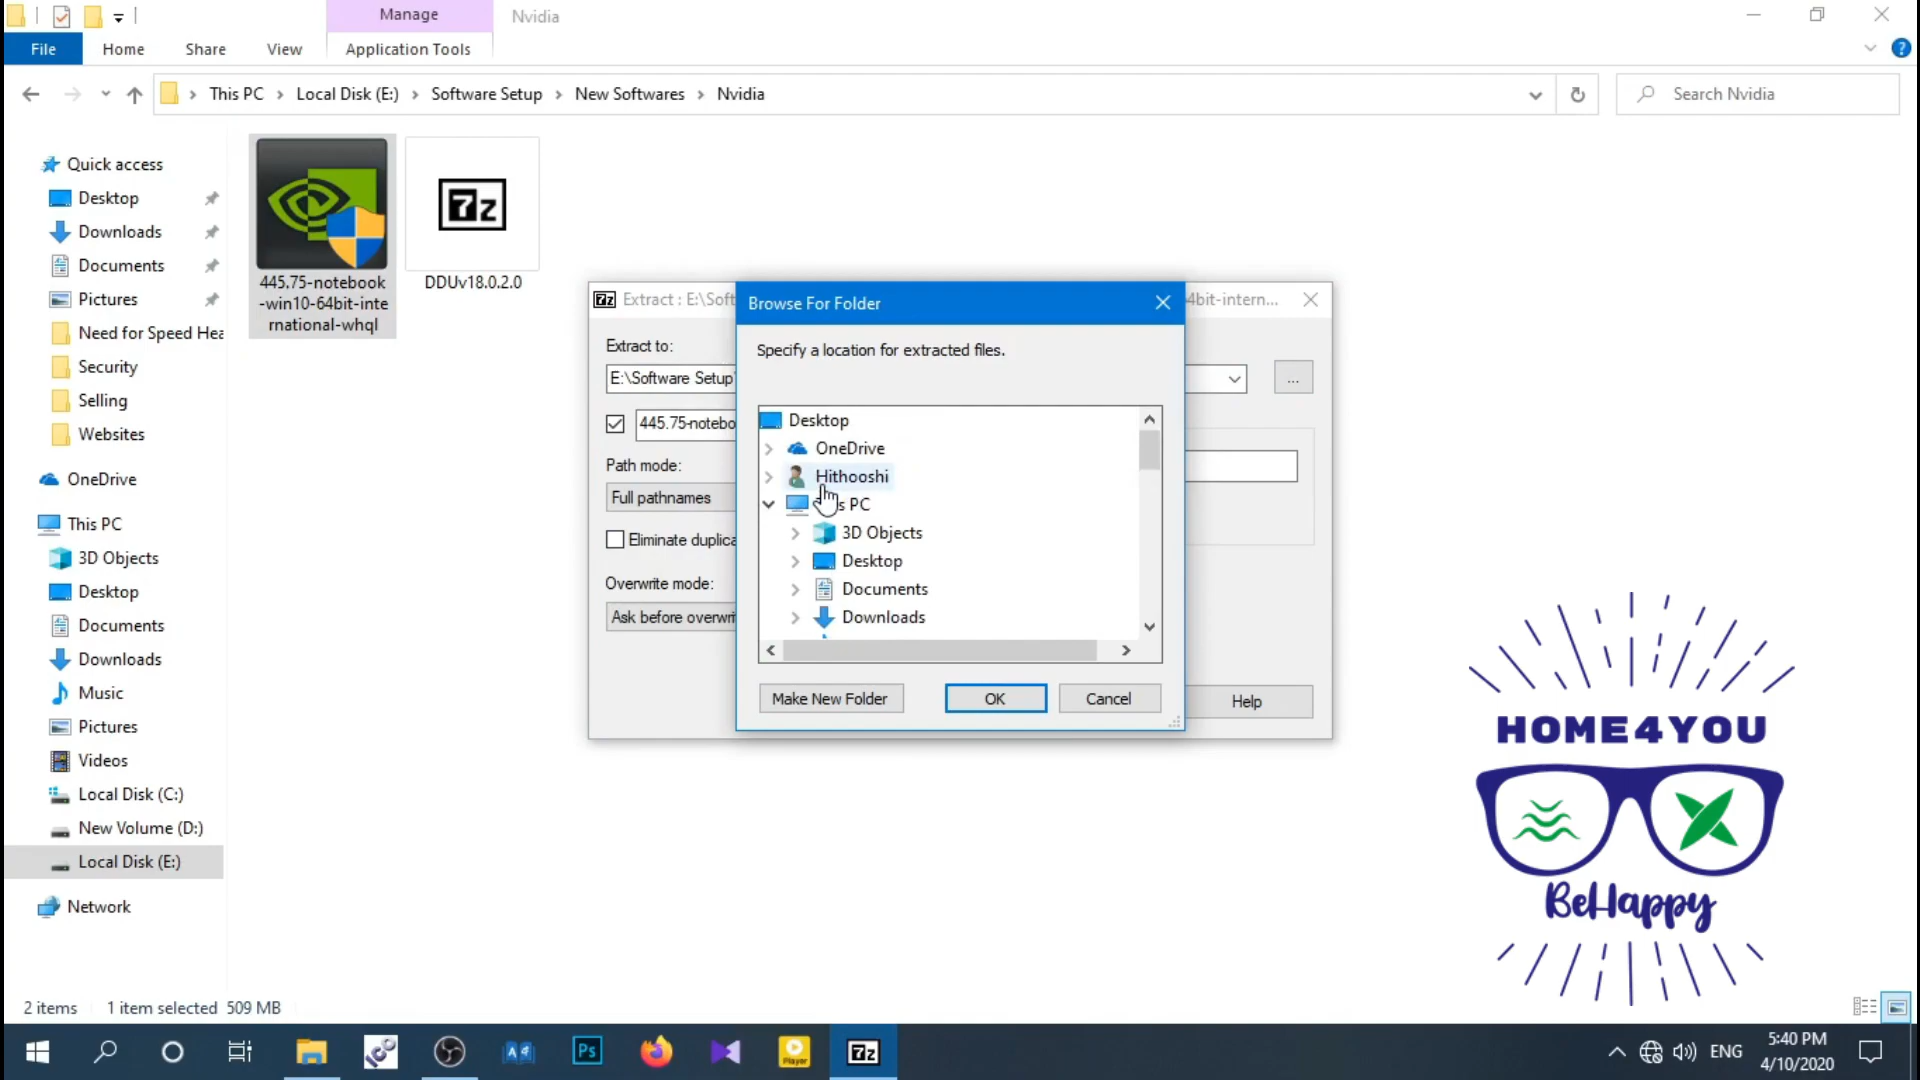 Manage
Nvidia
File
Home
Share
View
Application Tools
This PC
Local Disk (E:)
Software Setup
New Softwares
Nvidia
Search Nvidia
Quick access
Desktop
Downloads
Documents
Pictures
Need for Speed Hea
Security
Selling
Websites
OneDrive
This PC
3D Objects
Desktop
Documents
Downloads
Music
Pictures
Videos
Local Disk (C:)
New Volume (D:)
Local Disk (E:)
Network
445.75-notebook
-win10-64bit-inte
rnational-whql
7z
DDUv18.0.2.0
7z
Extract : E:\Soft
4bit-intern...
Extract to:
E:\Software Setup\
...
445.75-notebo
Path mode:
Full pathnames
Eliminate duplica
Overwrite mode:
Ask before overwri
Help
Browse For Folder
Specify a location for extracted files.
Desktop
OneDrive
Hithooshi
This PC
3D Objects
Desktop
Documents
Downloads
Make New Folder
OK
Cancel
HOME4YOU
BeHappy
2 items
1 item selected 509 MB
Ps
Player
7z
ENG
5:40 PM
4/10/2020